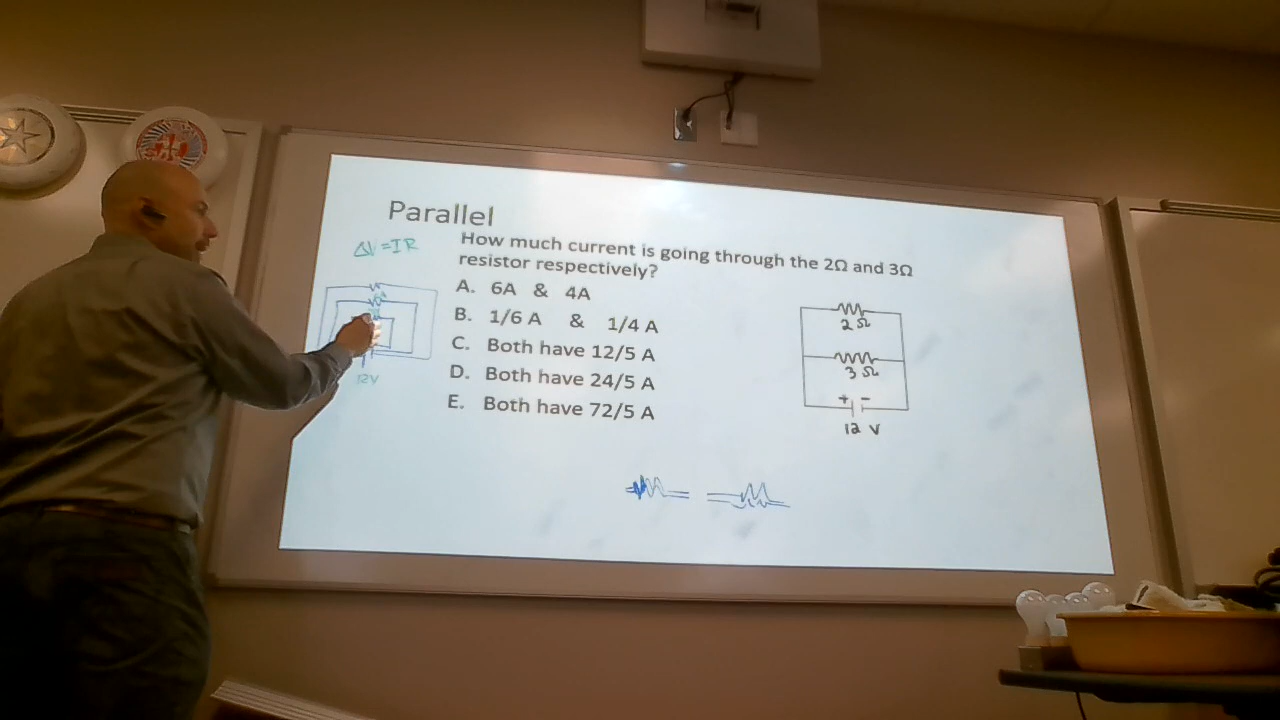 Parallel
ΔV = IR
How much current is going through the 2Ω and 3Ω
resistor respectively?
A. 6A & 4A
B. 1/6 A & 1/4 A
C. Both have 12/5 A
D. Both have 24/5 A
E. Both have 72/5 A
12V
2 Ω
3 Ω
+ -
12 V